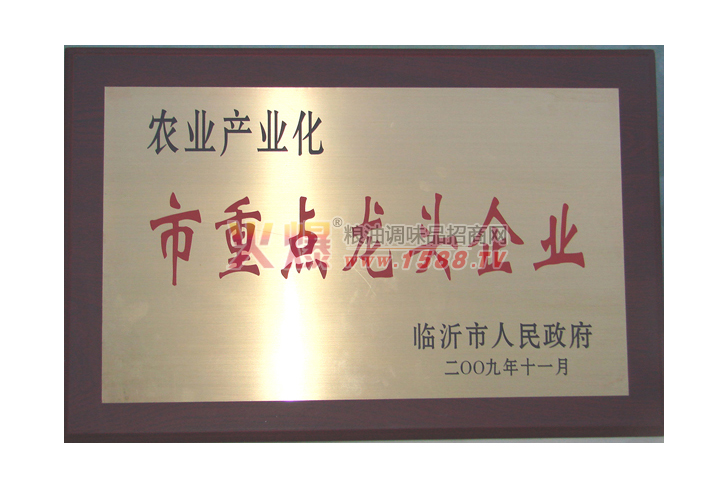 农业产业化
市重点龙头企业
火爆®粮油调味品招商网
www.1588.tv
临沂市人民政府
二〇〇九年十一月